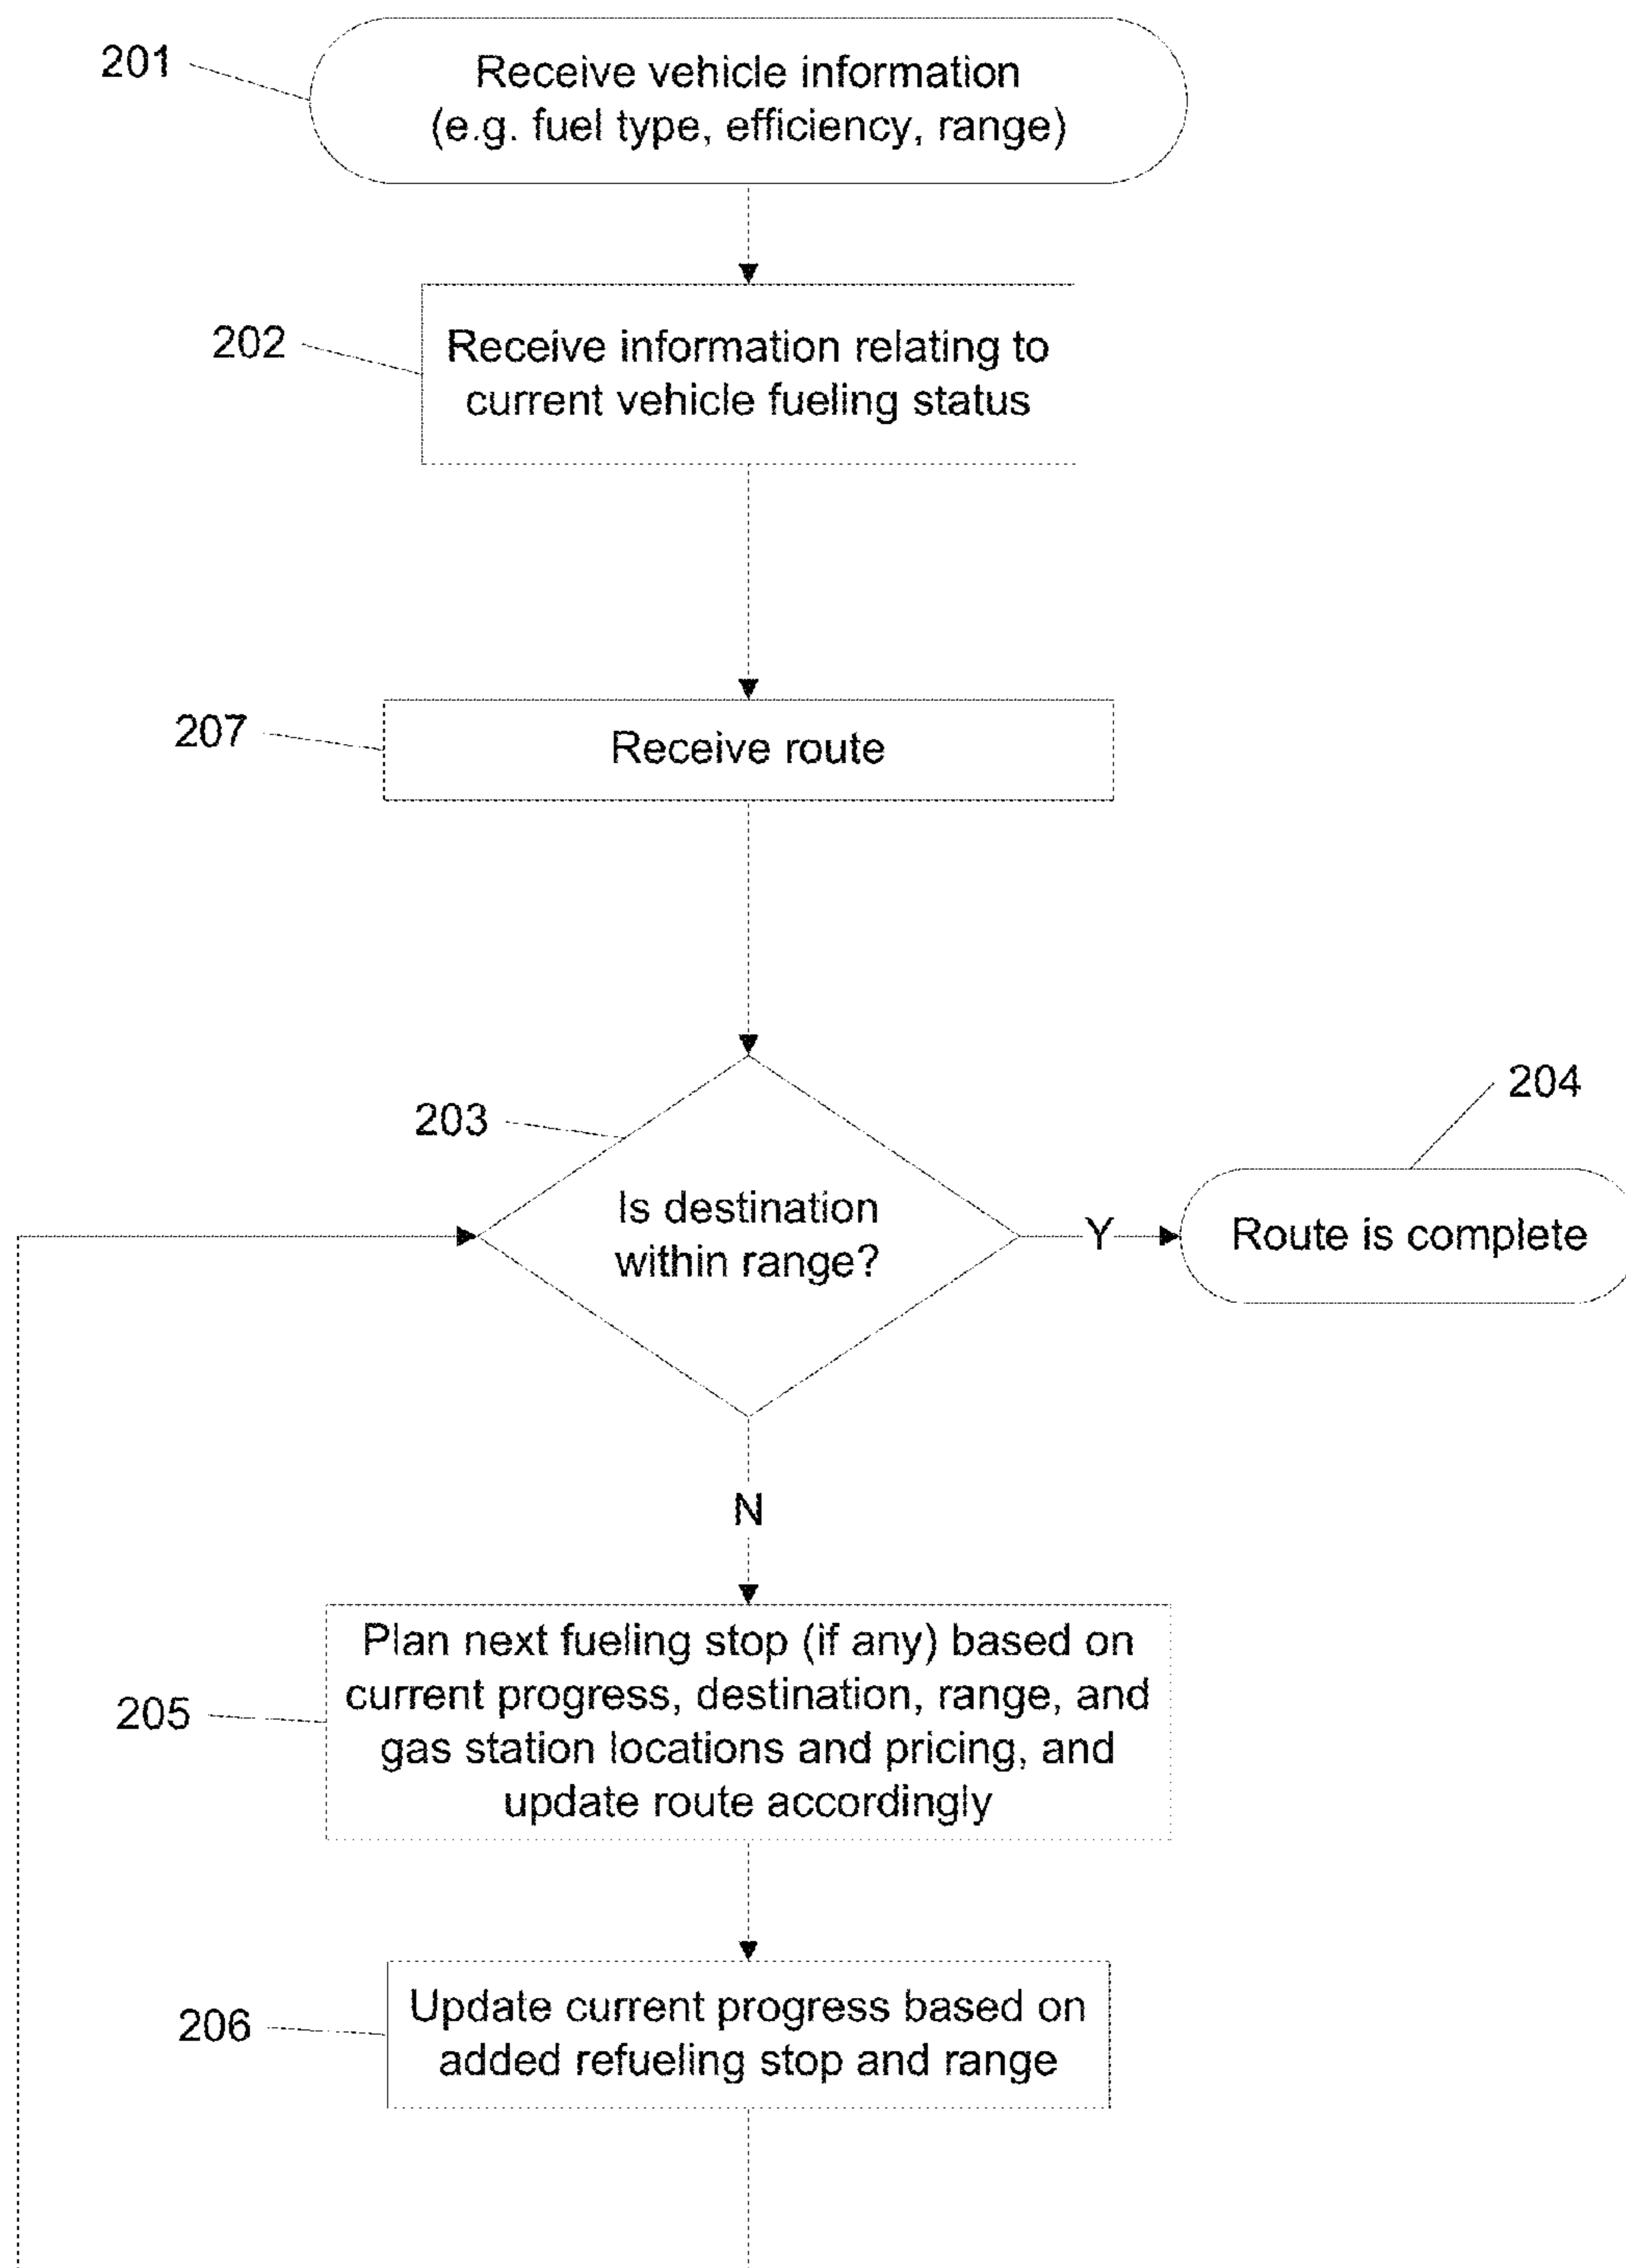 201
Receive vehicle information
(e.g. fuel type, efficiency, range)
202
Receive information relating to
current vehicle fueling status
207
Receive route
203
Is destination
within range?
Y
204
Route is complete
N
205
Plan next fueling stop (if any) based on
current progress, destination, range, and
gas station locations and pricing, and
update route accordingly
206
Update current progress based on
added refueling stop and range